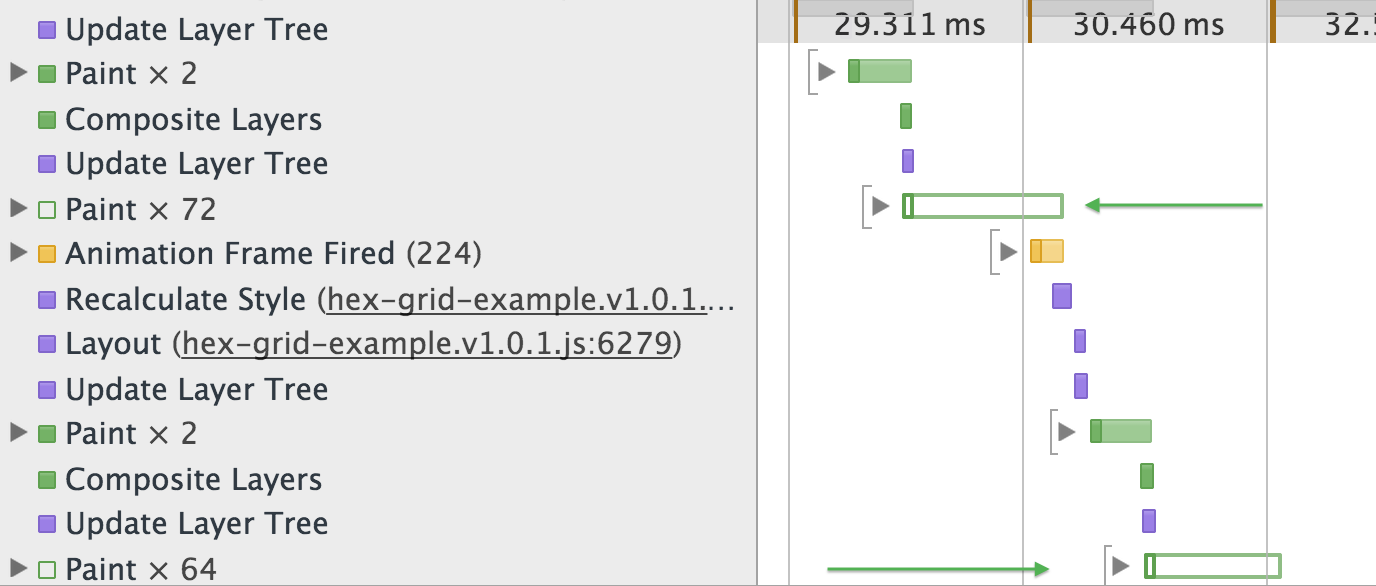 29.311 ms 30.460 ms 32.
Update Layer Tree
Paint × 2
Composite Layers
Update Layer Tree
Paint × 72
Animation Frame Fired (224)
Recalculate Style (hex-grid-example.v1.0.1.…
Layout (hex-grid-example.v1.0.1.js:6279)
Update Layer Tree
Paint × 2
Composite Layers
Update Layer Tree
Paint × 64